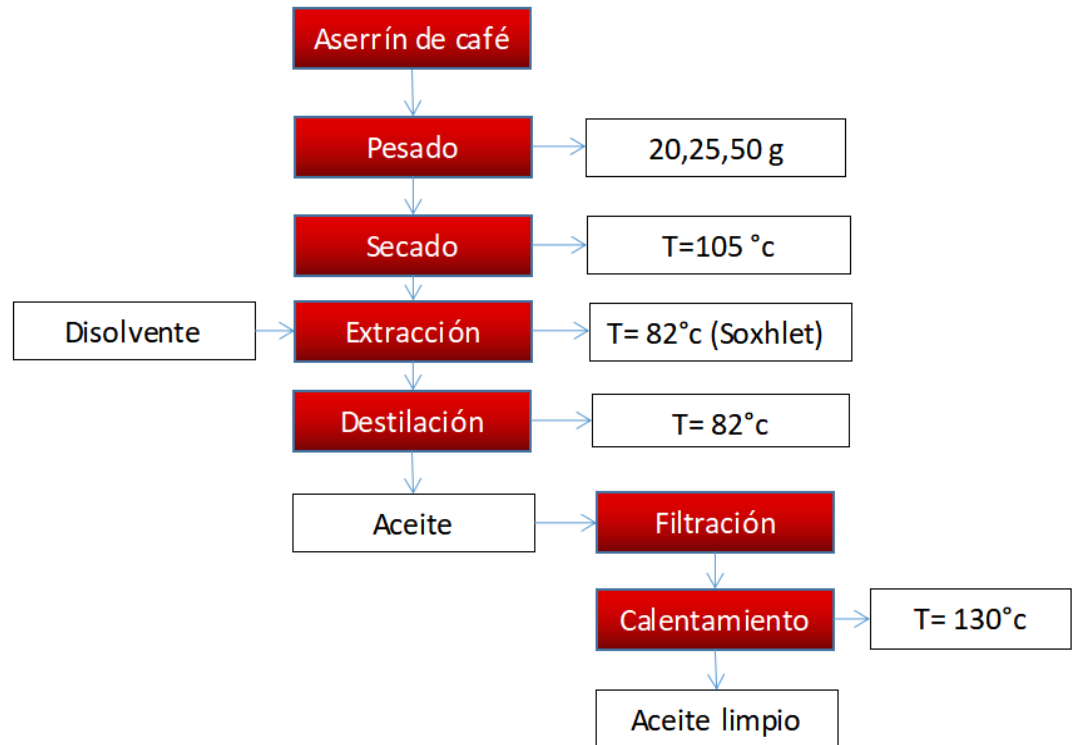 Aserrín de café
Pesado
20,25,50 g
Secado
T=105 °c
Disolvente
Extracción
T= 82°c (Soxhlet)
Destilación
T= 82°c
Aceite
Filtración
Calentamiento
T= 130°c
Aceite limpio